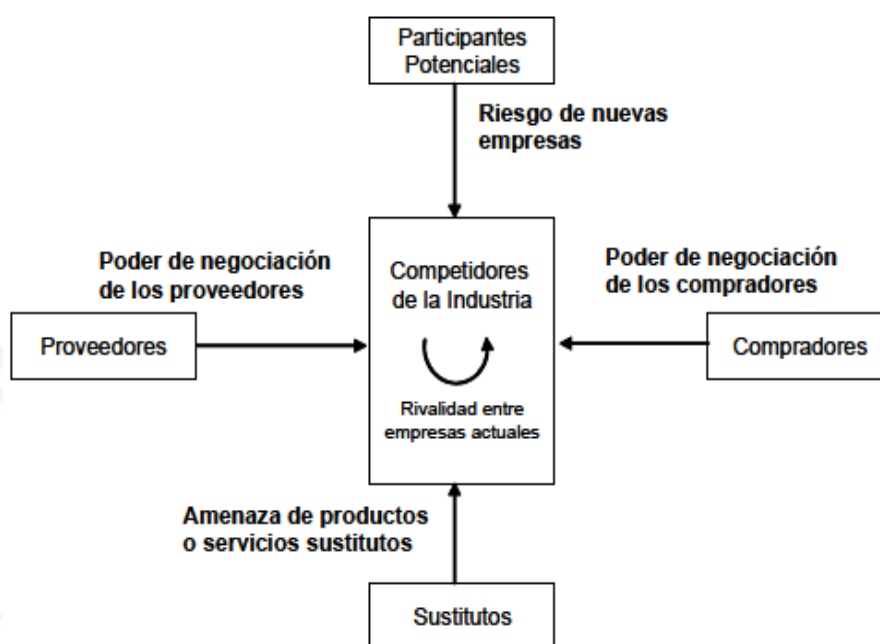 Participantes
Potenciales
Riesgo de nuevas
empresas
Poder de negociación
de los proveedores
Proveedores
Competidores
de la Industria
Rivalidad entre
empresas actuales
Poder de negociación
de los compradores
Compradores
Amenaza de productos
o servicios sustitutos
Sustitutos